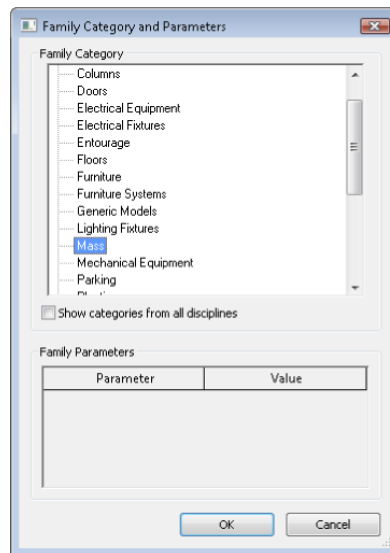 Family Category and Parameters
Family Category
Columns
Doors
Electrical Equipment
Electrical Fixtures
Entourage
Floors
Furniture
Furniture Systems
Generic Models
Lighting Fixtures
Mass
Mechanical Equipment
Parking
Show categories from all disciplines
Family Parameters
Parameter Value
OK Cancel